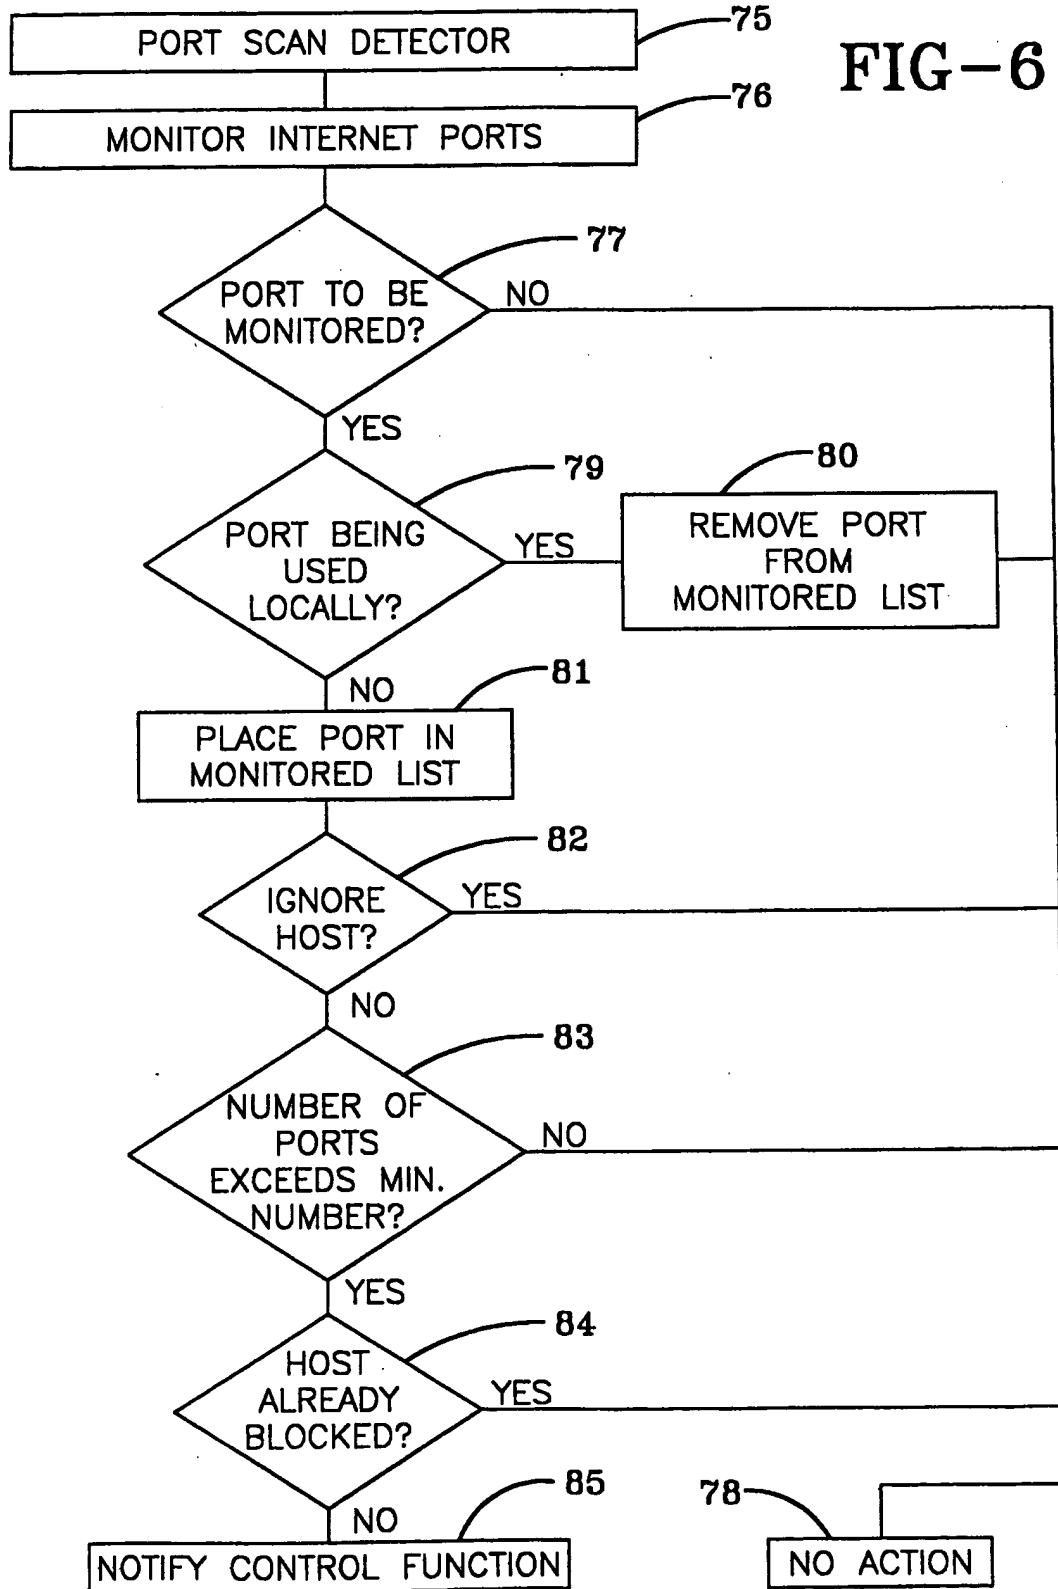 PORT SCAN DETECTOR
75
FIG-6
MONITOR INTERNET PORTS
76
PORT TO BE
MONITORED?
77
NO
YES
PORT BEING
USED
LOCALLY?
79
YES
REMOVE PORT
FROM
MONITORED LIST
80
NO
PLACE PORT IN
MONITORED LIST
81
IGNORE
HOST?
82
YES
NO
NUMBER OF
PORTS
EXCEEDS MIN.
NUMBER?
83
NO
YES
HOST
ALREADY
BLOCKED?
84
YES
NO
NOTIFY CONTROL FUNCTION
85
78
NO ACTION